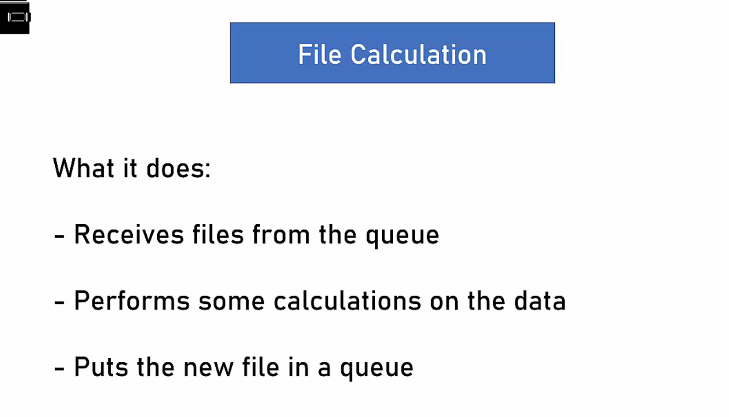 File Calculation
What it does:
- Receives files from the queue
- Performs some calculations on the data
- Puts the new file in a queue